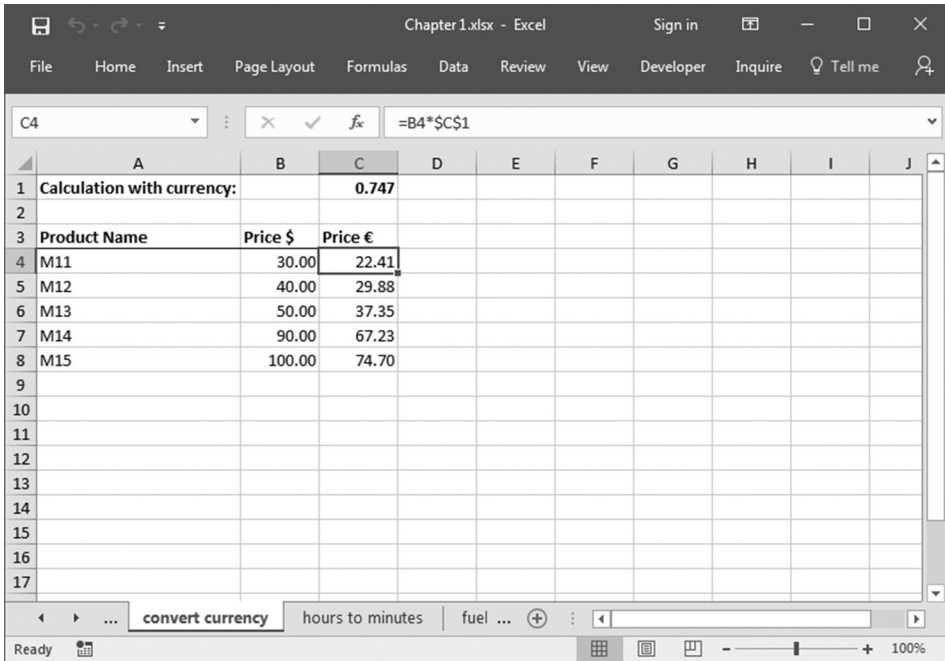 Chapter 1.xlsx - Excel
Sign in
File Home Insert Page Layout Formulas Data Review View Developer Inquire Tell me
C4 fx =B4*$C$1
A B C D E F G H I J
1 Calculation with currency: 0.747
2
3 Product Name Price $ Price €
4 M11 30.00 22.41
5 M12 40.00 29.88
6 M13 50.00 37.35
7 M14 90.00 67.23
8 M15 100.00 74.70
9
10
11
12
13
14
15
16
17
... convert currency hours to minutes fuel ...
Ready 100%